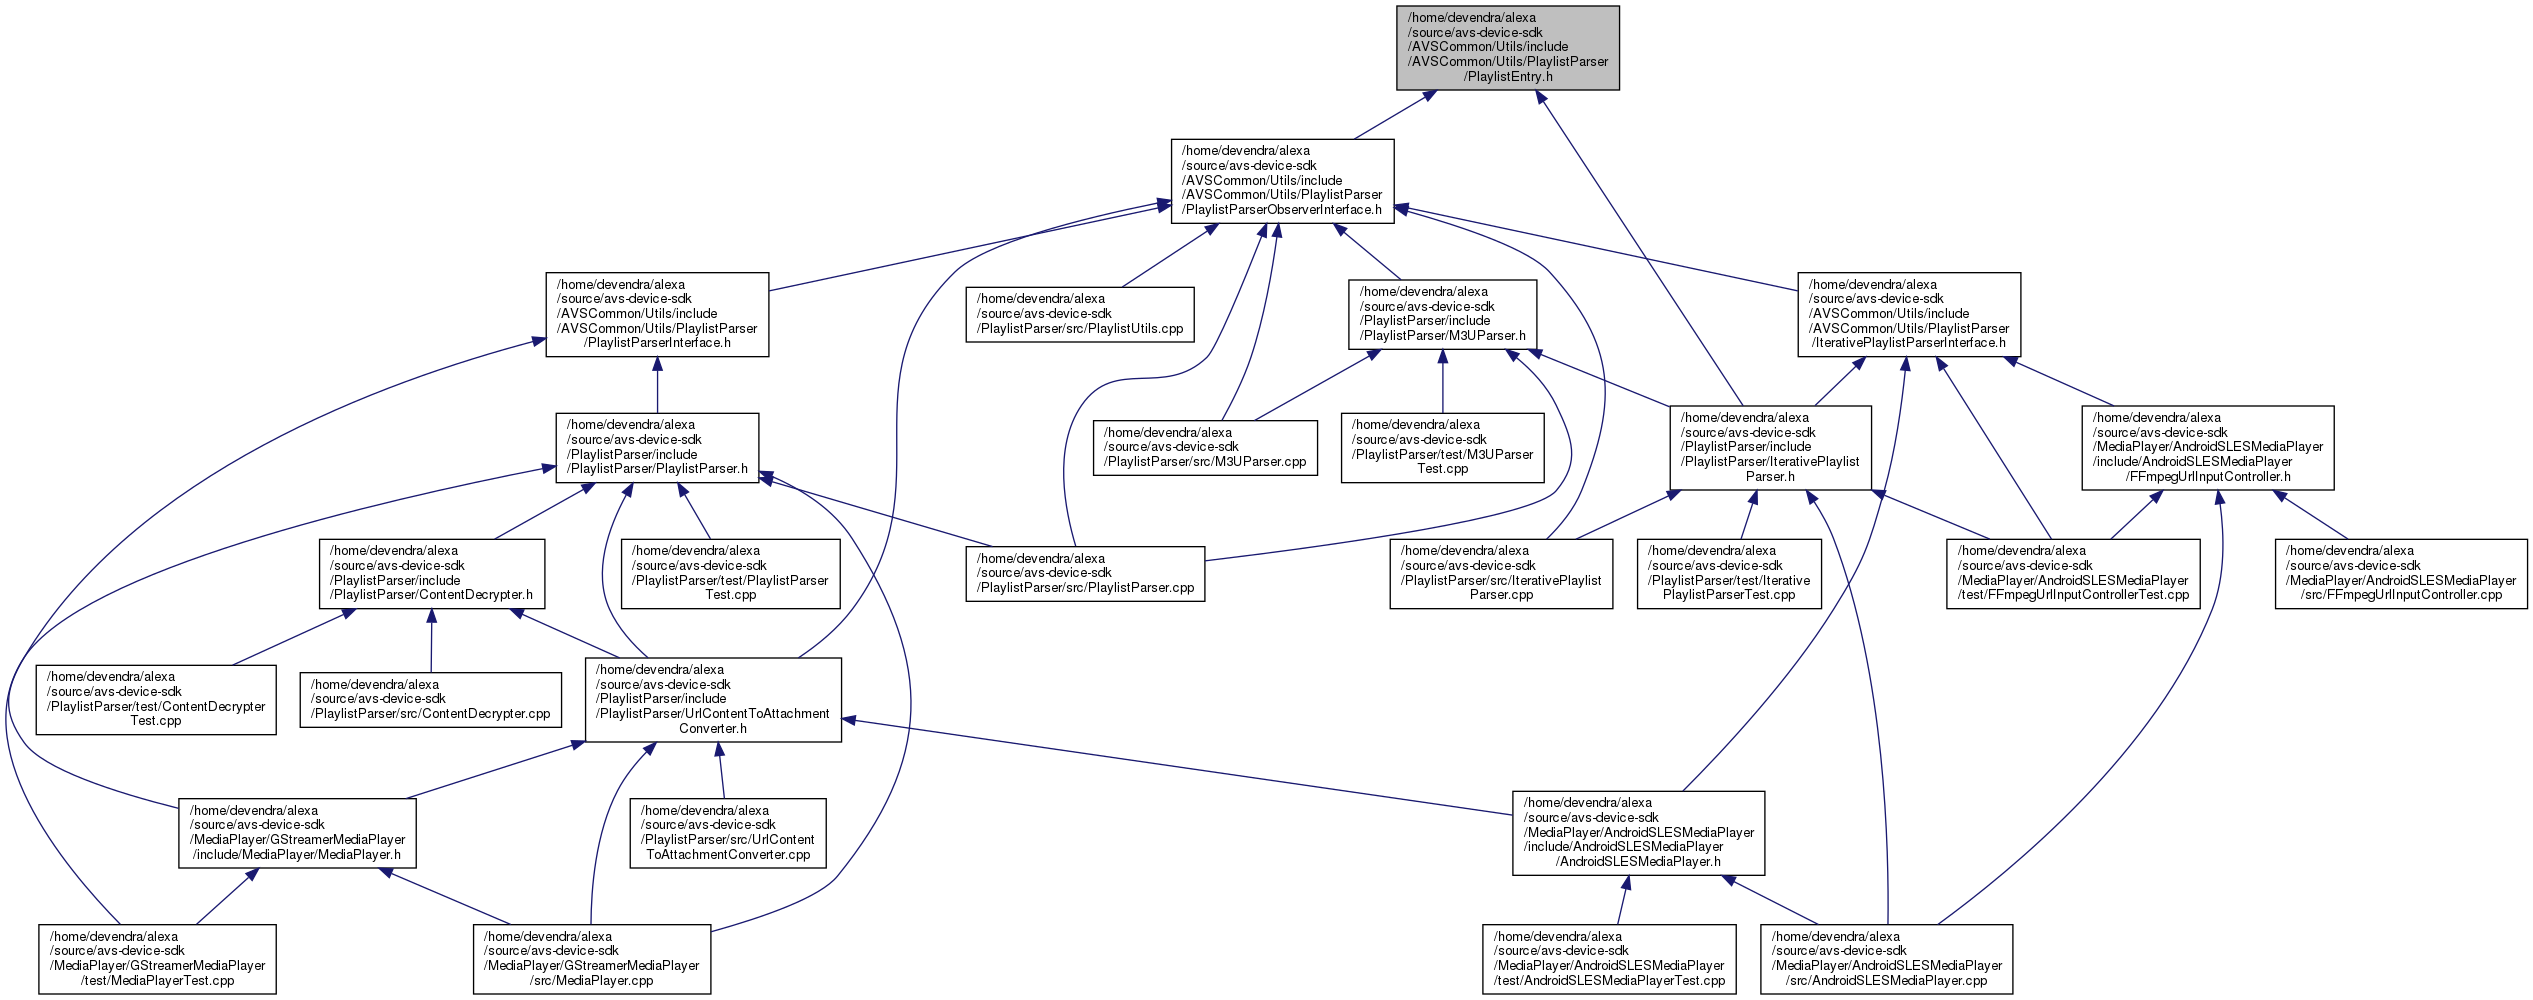 /home/devendra/alexa
/source/avs-device-sdk
/AVSCommon/Utils/include
/AVSCommon/Utils/PlaylistParser
/PlaylistEntry.h
/home/devendra/alexa
/source/avs-device-sdk
/AVSCommon/Utils/include
/AVSCommon/Utils/PlaylistParser
/PlaylistParserObserverInterface.h
/home/devendra/alexa
/source/avs-device-sdk
/AVSCommon/Utils/include
/AVSCommon/Utils/PlaylistParser
/PlaylistParserInterface.h
/home/devendra/alexa
/source/avs-device-sdk
/PlaylistParser/src/PlaylistUtils.cpp
/home/devendra/alexa
/source/avs-device-sdk
/PlaylistParser/include
/PlaylistParser/M3UParser.h
/home/devendra/alexa
/source/avs-device-sdk
/AVSCommon/Utils/include
/AVSCommon/Utils/PlaylistParser
/IterativePlaylistParserInterface.h
/home/devendra/alexa
/source/avs-device-sdk
/PlaylistParser/include
/PlaylistParser/PlaylistParser.h
/home/devendra/alexa
/source/avs-device-sdk
/PlaylistParser/src/M3UParser.cpp
/home/devendra/alexa
/source/avs-device-sdk
/PlaylistParser/test/M3UParser
Test.cpp
/home/devendra/alexa
/source/avs-device-sdk
/PlaylistParser/include
/PlaylistParser/IterativePlaylist
Parser.h
/home/devendra/alexa
/source/avs-device-sdk
/MediaPlayer/AndroidSLESMediaPlayer
/include/AndroidSLESMediaPlayer
/FFmpegUrlInputController.h
/home/devendra/alexa
/source/avs-device-sdk
/PlaylistParser/include
/PlaylistParser/ContentDecrypter.h
/home/devendra/alexa
/source/avs-device-sdk
/PlaylistParser/test/PlaylistParser
Test.cpp
/home/devendra/alexa
/source/avs-device-sdk
/PlaylistParser/src/PlaylistParser.cpp
/home/devendra/alexa
/source/avs-device-sdk
/PlaylistParser/src/IterativePlaylist
Parser.cpp
/home/devendra/alexa
/source/avs-device-sdk
/PlaylistParser/test/Iterative
PlaylistParserTest.cpp
/home/devendra/alexa
/source/avs-device-sdk
/MediaPlayer/AndroidSLESMediaPlayer
/test/FFmpegUrlInputControllerTest.cpp
/home/devendra/alexa
/source/avs-device-sdk
/MediaPlayer/AndroidSLESMediaPlayer
/src/FFmpegUrlInputController.cpp
/home/devendra/alexa
/source/avs-device-sdk
/PlaylistParser/test/ContentDecrypter
Test.cpp
/home/devendra/alexa
/source/avs-device-sdk
/PlaylistParser/src/ContentDecrypter.cpp
/home/devendra/alexa
/source/avs-device-sdk
/PlaylistParser/include
/PlaylistParser/UrlContentToAttachment
Converter.h
/home/devendra/alexa
/source/avs-device-sdk
/MediaPlayer/GStreamerMediaPlayer
/include/MediaPlayer/MediaPlayer.h
/home/devendra/alexa
/source/avs-device-sdk
/PlaylistParser/src/UrlContent
ToAttachmentConverter.cpp
/home/devendra/alexa
/source/avs-device-sdk
/MediaPlayer/AndroidSLESMediaPlayer
/include/AndroidSLESMediaPlayer
/AndroidSLESMediaPlayer.h
/home/devendra/alexa
/source/avs-device-sdk
/MediaPlayer/GStreamerMediaPlayer
/test/MediaPlayerTest.cpp
/home/devendra/alexa
/source/avs-device-sdk
/MediaPlayer/GStreamerMediaPlayer
/src/MediaPlayer.cpp
/home/devendra/alexa
/source/avs-device-sdk
/MediaPlayer/AndroidSLESMediaPlayer
/test/AndroidSLESMediaPlayerTest.cpp
/home/devendra/alexa
/source/avs-device-sdk
/MediaPlayer/AndroidSLESMediaPlayer
/src/AndroidSLESMediaPlayer.cpp